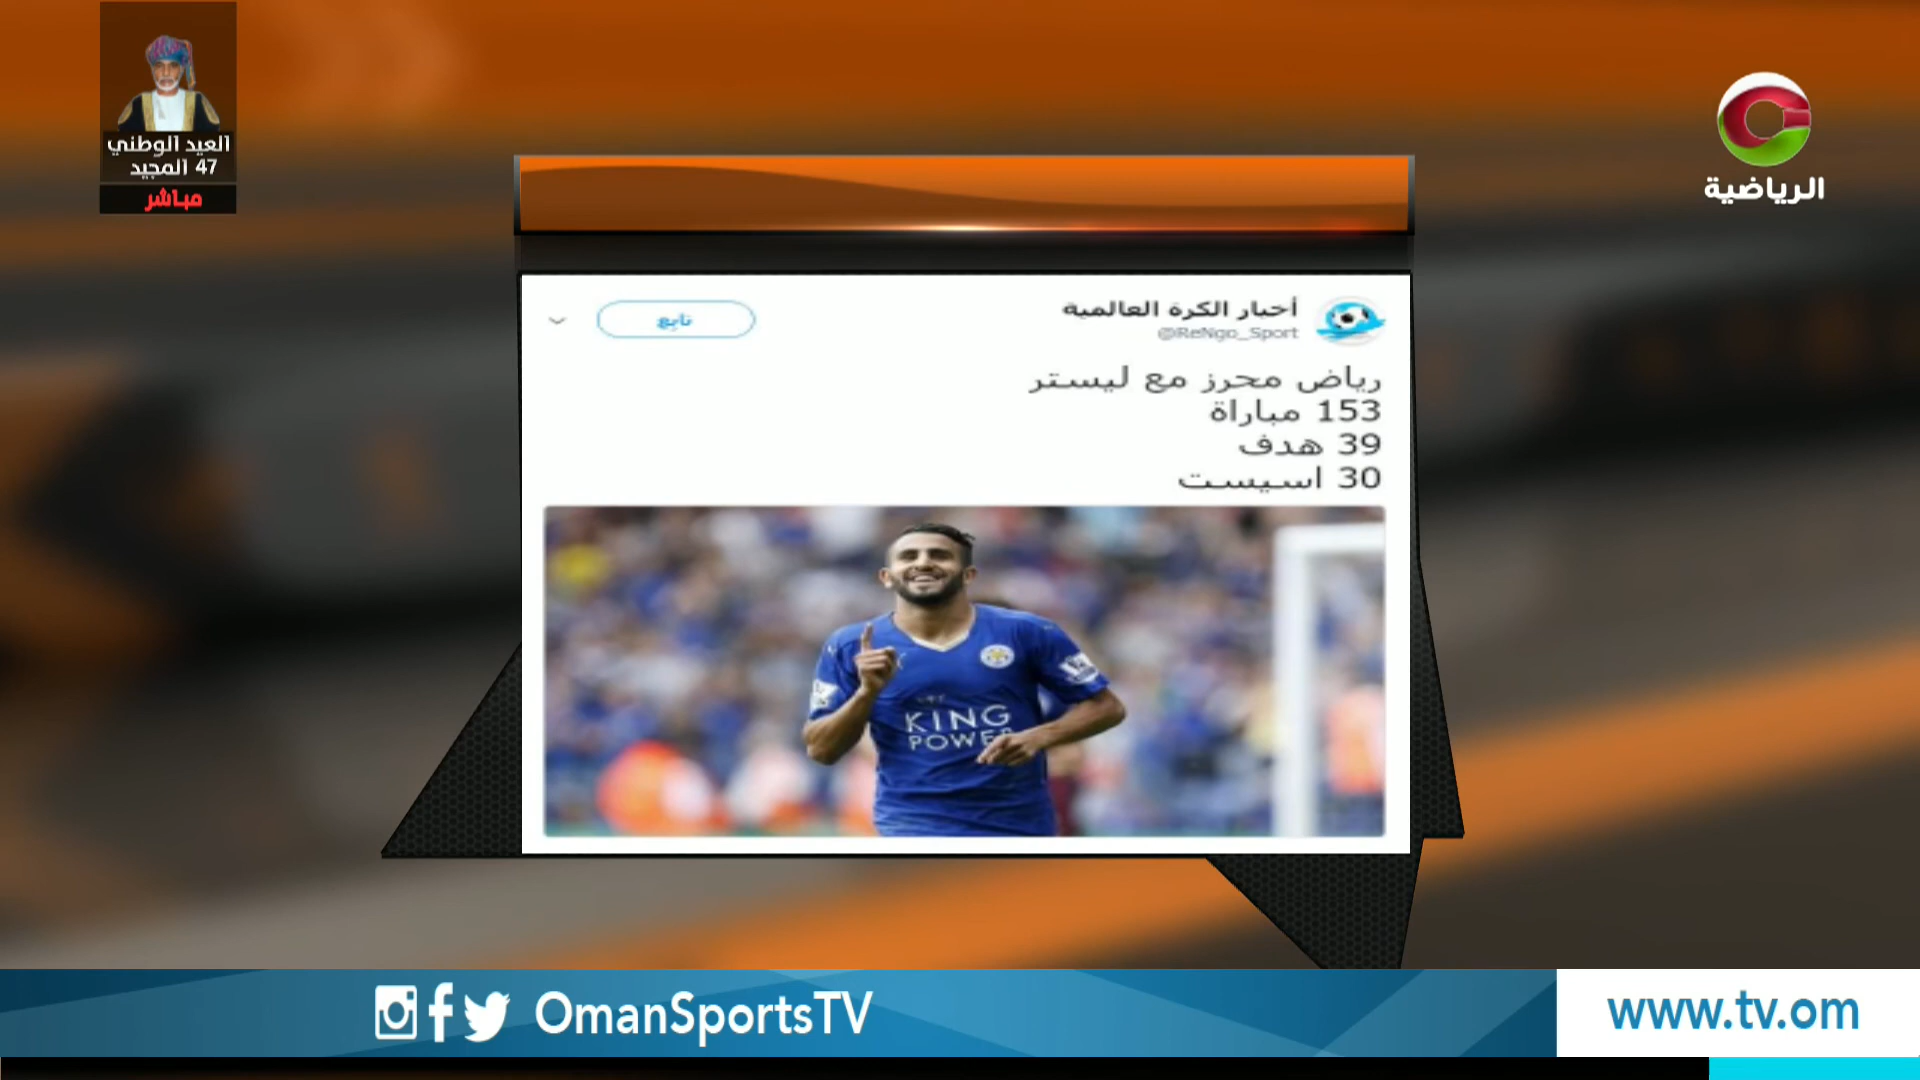 العيد الوطني
47 المجيد
مباشر
الرياضية
أخبار الكرة العالمية
@ReNgo_Sport
تابِع
رياض محرز مع ليستر
153 مباراة
39 هدف
30 اسيست
KING
POWER
OmanSportsTV
www.tv.om